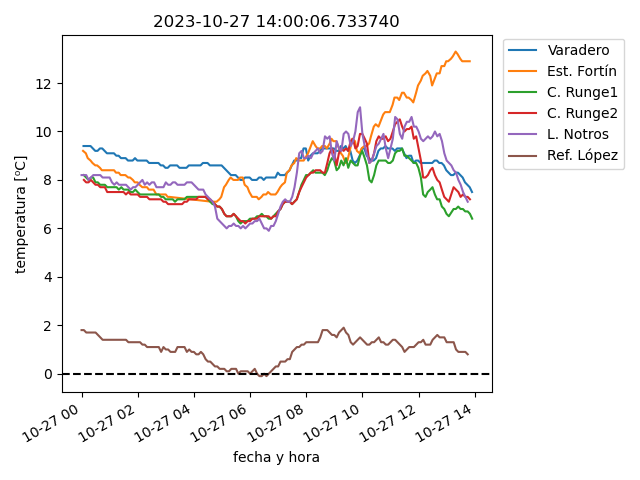 2023-10-27 14:00:06.733740
temperatura [ºC]
12
10
8
6
4
2
0
10-27 00
10-27 02
10-27 04
10-27 06
10-27 08
10-27 10
10-27 12
10-27 14
fecha y hora
Varadero
Est. Fortín
C. Runge1
C. Runge2
L. Notros
Ref. López